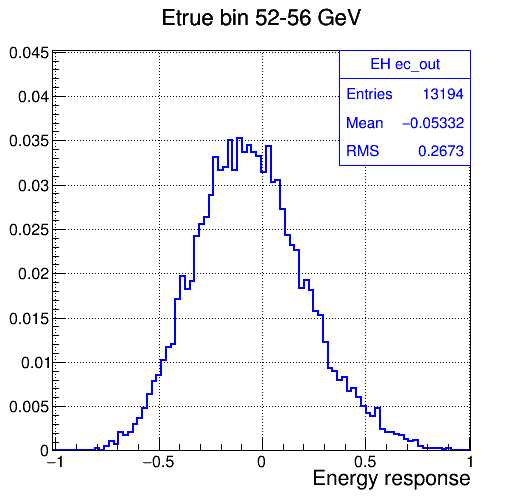 Etrue bin 52-56 GeV
EH ec_out
Entries 13194
Mean −0.05332
RMS 0.2673
0.045
0.04
0.035
0.03
0.025
0.02
0.015
0.01
0.005
0
−1 −0.5 0 0.5 1
Energy response